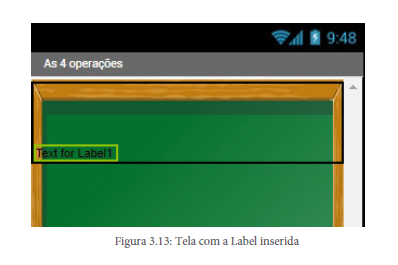 9:48
As 4 operações
Text for Label1
Figura 3.13: Tela com a Label inserida